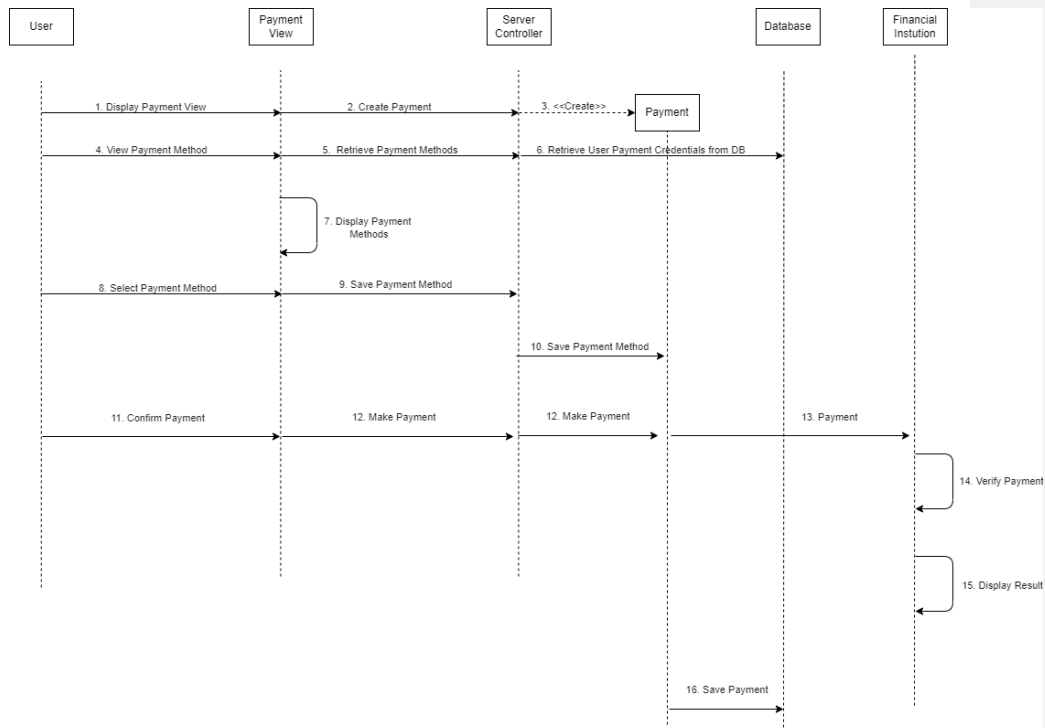 User
Payment
View
Server
Controller
Database
Financial
Instution
1. Display Payment View
2. Create Payment
3. <<Create>>
Payment
4. View Payment Method
5. Retrieve Payment Methods
6. Retrieve User Payment Credentials from DB
7. Display Payment
Methods
8. Select Payment Method
9. Save Payment Method
10. Save Payment Method
11. Confirm Payment
12. Make Payment
12. Make Payment
13. Payment
14. Verify Payment
15. Display Result
16. Save Payment